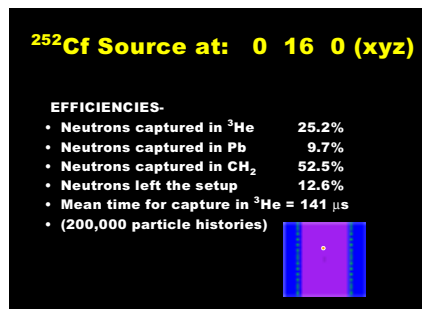 ²⁵²Cf Source at: 0 16 0 (xyz)
EFFICIENCIES-
• Neutrons captured in ³He 25.2%
• Neutrons captured in Pb 9.7%
• Neutrons captured in CH₂ 52.5%
• Neutrons left the setup 12.6%
• Mean time for capture in ³He = 141 μs
• (200,000 particle histories)